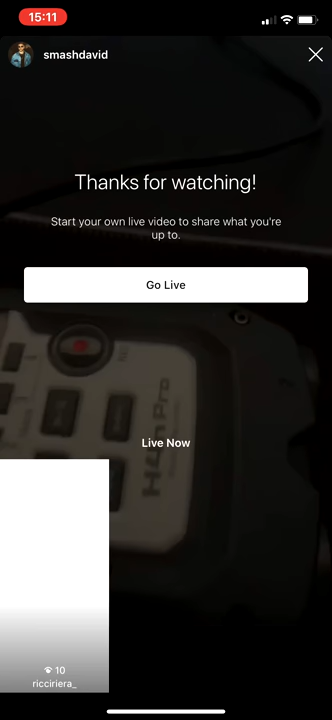 15:11
smashdavid
Thanks for watching!
Start your own live video to share what you're
up to.
Go Live
H4n Pro
Live Now
10
ricciriera_